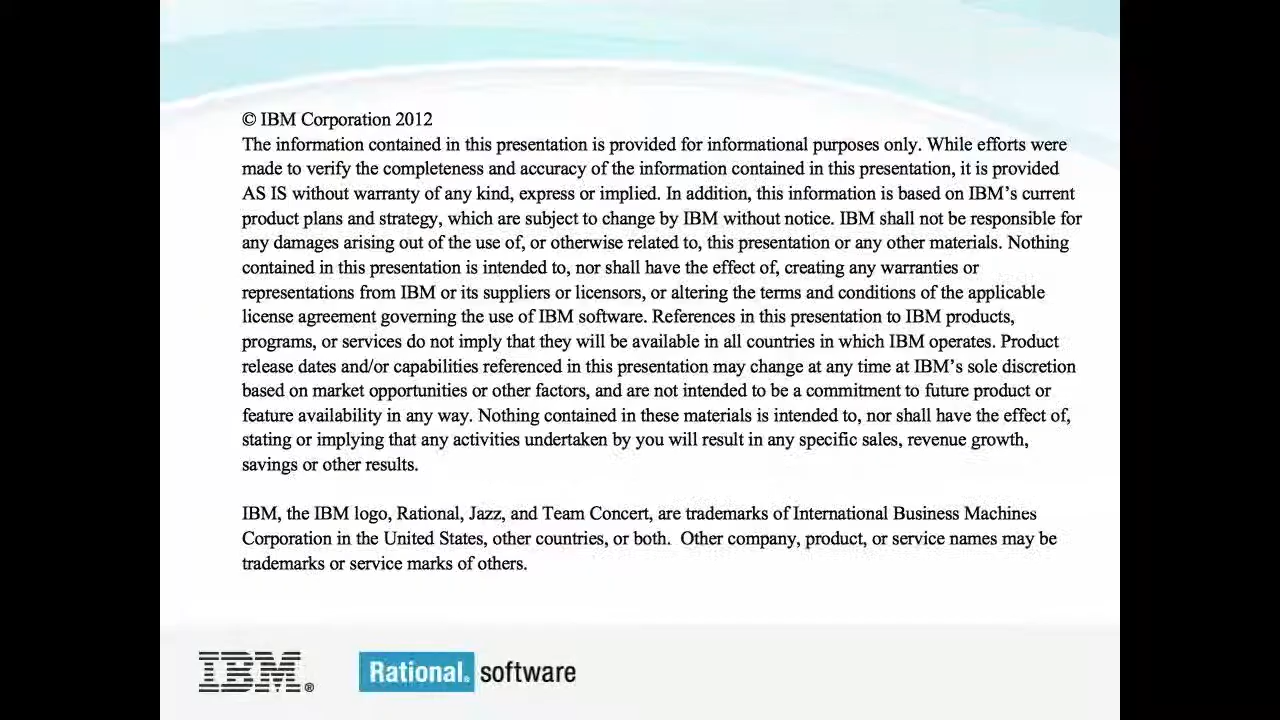 © IBM Corporation 2012
The information contained in this presentation is provided for informational purposes only. While efforts were
made to verify the completeness and accuracy of the information contained in this presentation, it is provided
AS IS without warranty of any kind, express or implied. In addition, this information is based on IBM’s current
product plans and strategy, which are subject to change by IBM without notice. IBM shall not be responsible for
any damages arising out of the use of, or otherwise related to, this presentation or any other materials. Nothing
contained in this presentation is intended to, nor shall have the effect of, creating any warranties or
representations from IBM or its suppliers or licensors, or altering the terms and conditions of the applicable
license agreement governing the use of IBM software. References in this presentation to IBM products,
programs, or services do not imply that they will be available in all countries in which IBM operates. Product
release dates and/or capabilities referenced in this presentation may change at any time at IBM’s sole discretion
based on market opportunities or other factors, and are not intended to be a commitment to future product or
feature availability in any way. Nothing contained in these materials is intended to, nor shall have the effect of,
stating or implying that any activities undertaken by you will result in any specific sales, revenue growth,
savings or other results.
IBM, the IBM logo, Rational, Jazz, and Team Concert, are trademarks of International Business Machines
Corporation in the United States, other countries, or both.  Other company, product, or service names may be
trademarks or service marks of others.
IBM® Rational® software